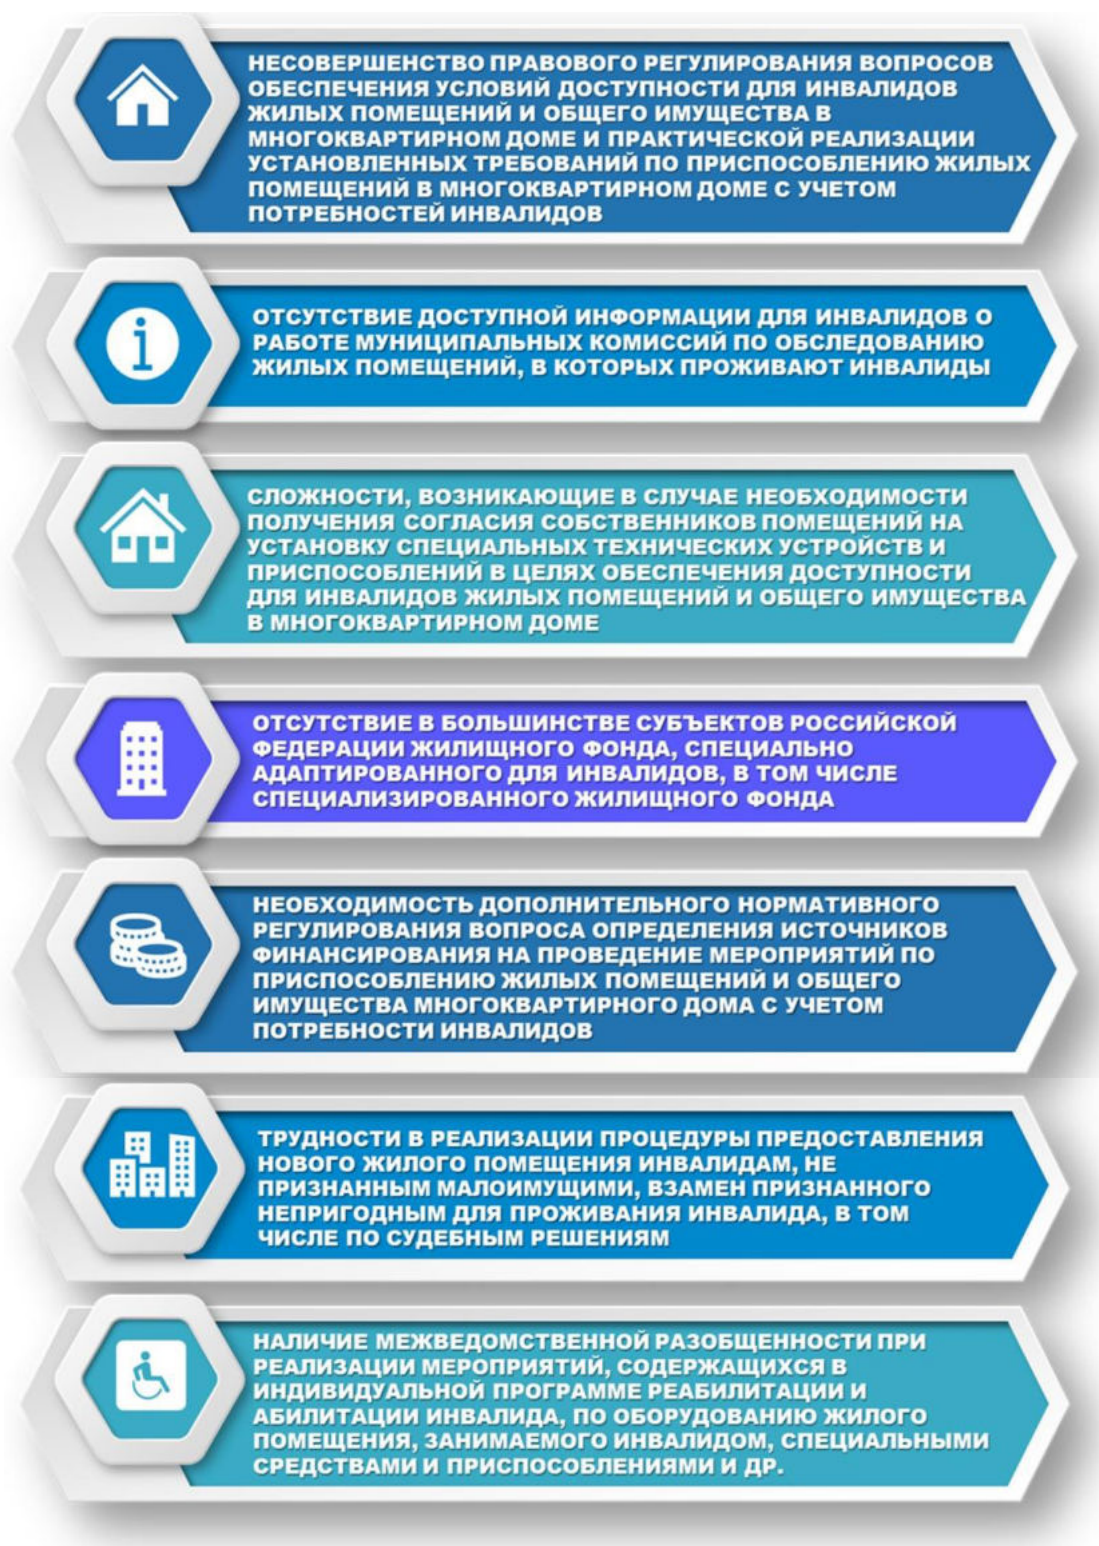 НЕСОВЕРШЕНСТВО ПРАВОВОГО РЕГУЛИРОВАНИЯ ВОПРОСОВ
ОБЕСПЕЧЕНИЯ УСЛОВИЙ ДОСТУПНОСТИ ДЛЯ ИНВАЛИДОВ
ЖИЛЫХ ПОМЕЩЕНИЙ И ОБЩЕГО ИМУЩЕСТВА В
МНОГОКВАРТИРНОМ ДОМЕ И ПРАКТИЧЕСКОЙ РЕАЛИЗАЦИИ
УСТАНОВЛЕННЫХ ТРЕБОВАНИЙ ПО ПРИСПОСОБЛЕНИЮ ЖИЛЫХ
ПОМЕЩЕНИЙ В МНОГОКВАРТИРНОМ ДОМЕ С УЧЕТОМ
ПОТРЕБНОСТЕЙ ИНВАЛИДОВ
ОТСУТСТВИЕ ДОСТУПНОЙ ИНФОРМАЦИИ ДЛЯ ИНВАЛИДОВ О
РАБОТЕ МУНИЦИПАЛЬНЫХ КОМИССИЙ ПО ОБСЛЕДОВАНИЮ
ЖИЛЫХ ПОМЕЩЕНИЙ, В КОТОРЫХ ПРОЖИВАЮТ ИНВАЛИДЫ
СЛОЖНОСТИ, ВОЗНИКАЮЩИЕ В СЛУЧАЕ НЕОБХОДИМОСТИ
ПОЛУЧЕНИЯ СОГЛАСИЯ СОБСТВЕННИКОВ ПОМЕЩЕНИЙ НА
УСТАНОВКУ СПЕЦИАЛЬНЫХ ТЕХНИЧЕСКИХ УСТРОЙСТВ И
ПРИСПОСОБЛЕНИЙ В ЦЕЛЯХ ОБЕСПЕЧЕНИЯ ДОСТУПНОСТИ
ДЛЯ ИНВАЛИДОВ ЖИЛЫХ ПОМЕЩЕНИЙ И ОБЩЕГО ИМУЩЕСТВА
В МНОГОКВАРТИРНОМ ДОМЕ
ОТСУТСТВИЕ В БОЛЬШИНСТВЕ СУБЪЕКТОВ РОССИЙСКОЙ
ФЕДЕРАЦИИ ЖИЛИЩНОГО ФОНДА, СПЕЦИАЛЬНО
АДАПТИРОВАННОГО ДЛЯ ИНВАЛИДОВ, В ТОМ ЧИСЛЕ
СПЕЦИАЛИЗИРОВАННОГО ЖИЛИЩНОГО ФОНДА
НЕОБХОДИМОСТЬ ДОПОЛНИТЕЛЬНОГО НОРМАТИВНОГО
РЕГУЛИРОВАНИЯ ВОПРОСА ОПРЕДЕЛЕНИЯ ИСТОЧНИКОВ
ФИНАНСИРОВАНИЯ НА ПРОВЕДЕНИЕ МЕРОПРИЯТИЙ ПО
ПРИСПОСОБЛЕНИЮ ЖИЛЫХ ПОМЕЩЕНИЙ И ОБЩЕГО
ИМУЩЕСТВА МНОГОКВАРТИРНОГО ДОМА С УЧЕТОМ
ПОТРЕБНОСТИ ИНВАЛИДОВ
ТРУДНОСТИ В РЕАЛИЗАЦИИ ПРОЦЕДУРЫ ПРЕДОСТАВЛЕНИЯ
НОВОГО ЖИЛОГО ПОМЕЩЕНИЯ ИНВАЛИДАМ, НЕ
ПРИЗНАННЫМ МАЛОИМУЩИМИ, ВЗАМЕН ПРИЗНАННОГО
НЕПРИГОДНЫМ ДЛЯ ПРОЖИВАНИЯ ИНВАЛИДА, В ТОМ
ЧИСЛЕ ПО СУДЕБНЫМ РЕШЕНИЯМ
НАЛИЧИЕ МЕЖВЕДОМСТВЕННОЙ РАЗОБЩЕННОСТИ ПРИ
РЕАЛИЗАЦИИ МЕРОПРИЯТИЙ, СОДЕРЖАЩИХСЯ В
ИНДИВИДУАЛЬНОЙ ПРОГРАММЕ РЕАБИЛИТАЦИИ И
АБИЛИТАЦИИ ИНВАЛИДА, ПО ОБОРУДОВАНИЮ ЖИЛОГО
ПОМЕЩЕНИЯ, ЗАНИМАЕМОГО ИНВАЛИДОМ, СПЕЦИАЛЬНЫМИ
СРЕДСТВАМИ И ПРИСПОСОБЛЕНИЯМИ И ДР.